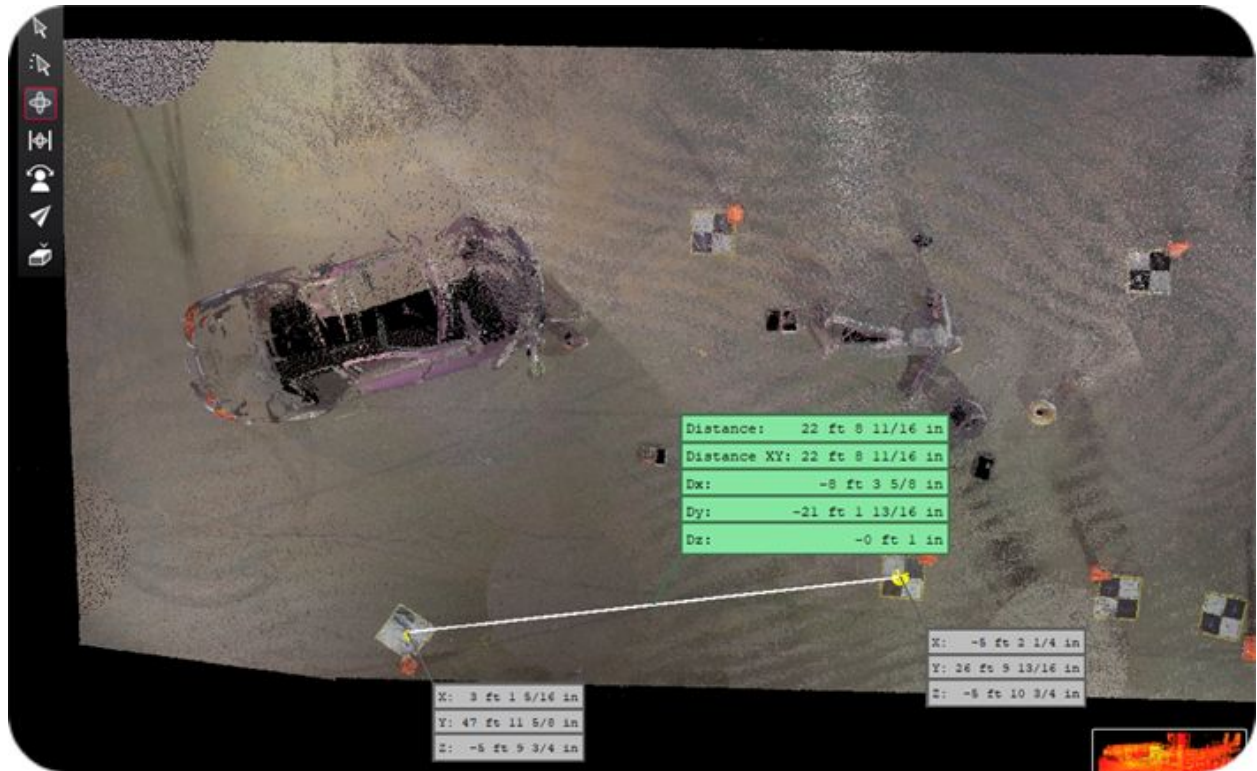 Distance: 22 ft 8 11/16 in
Distance XY: 22 ft 8 11/16 in
Dx: -8 ft 3 5/8 in
Dy: -21 ft 1 13/16 in
Dz: -0 ft 1 in
X: -5 ft 2 1/4 in
Y: 26 ft 9 13/16 in
Z: -5 ft 10 3/4 in
X: 3 ft 1 5/16 in
Y: 47 ft 11 5/8 in
Z: -5 ft 9 3/4 in